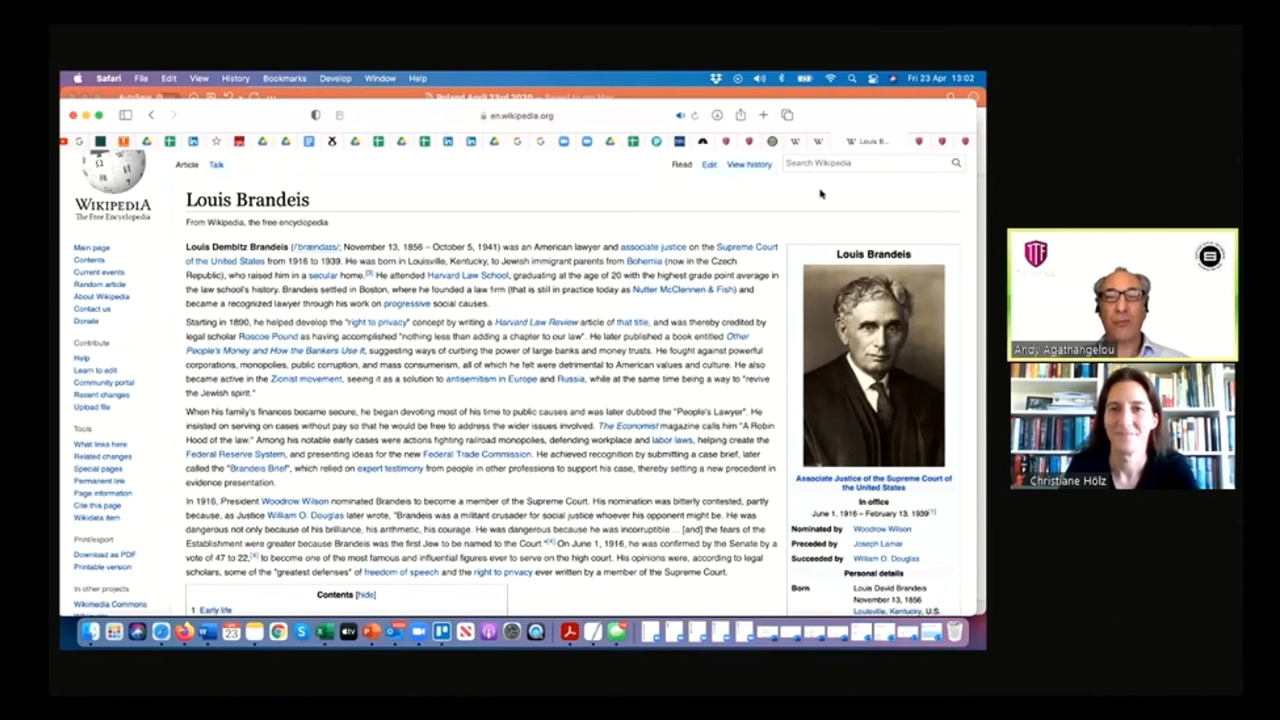 Safari File Edit View History Bookmarks Develop Window Help
Fri 23 Apr 13:02
Poland April 23rd 2020 — Saved to my Mac
en.wikipedia.org
Louis B...
Article Talk
Read Edit View history
Search Wikipedia
WIKIPEDIA
The Free Encyclopedia
Main page
Contents
Current events
Random article
About Wikipedia
Contact us
Donate
Contribute
Help
Learn to edit
Community portal
Recent changes
Upload file
Tools
What links here
Related changes
Special pages
Permanent link
Page information
Cite this page
Wikidata item
Print/export
Download as PDF
Printable version
In other projects
Wikimedia Commons
Louis Brandeis
From Wikipedia, the free encyclopedia
Louis Dembitz Brandeis (/ˈbrændaɪs/; November 13, 1856 – October 5, 1941) was an American lawyer and associate justice on the Supreme Court
of the United States from 1916 to 1939. He was born in Louisville, Kentucky, to Jewish immigrant parents from Bohemia (now in the Czech
Republic), who raised him in a secular home.[3] He attended Harvard Law School, graduating at the age of 20 with the highest grade point average in
the law school's history. Brandeis settled in Boston, where he founded a law firm (that is still in practice today as Nutter McClennen & Fish) and
became a recognized lawyer through his work on progressive social causes.
Starting in 1890, he helped develop the "right to privacy" concept by writing a Harvard Law Review article of that title, and was thereby credited by
legal scholar Roscoe Pound as having accomplished "nothing less than adding a chapter to our law". He later published a book entitled Other
People's Money and How the Bankers Use It, suggesting ways of curbing the power of large banks and money trusts. He fought against powerful
corporations, monopolies, public corruption, and mass consumerism, all of which he felt were detrimental to American values and culture. He also
became active in the Zionist movement, seeing it as a solution to antisemitism in Europe and Russia, while at the same time being a way to "revive
the Jewish spirit."
When his family's finances became secure, he began devoting most of his time to public causes and was later dubbed the "People's Lawyer". He
insisted on serving on cases without pay so that he would be free to address the wider issues involved. The Economist magazine calls him "A Robin
Hood of the law." Among his notable early cases were actions fighting railroad monopolies, defending workplace and labor laws, helping create the
Federal Reserve System, and presenting ideas for the new Federal Trade Commission. He achieved recognition by submitting a case brief, later
called the "Brandeis Brief", which relied on expert testimony from people in other professions to support his case, thereby setting a new precedent in
evidence presentation.
In 1916, President Woodrow Wilson nominated Brandeis to become a member of the Supreme Court. His nomination was bitterly contested, partly
because, as Justice William O. Douglas later wrote, "Brandeis was a militant crusader for social justice whoever his opponent might be. He was
dangerous not only because of his brilliance, his arithmetic, his courage. He was dangerous because he was incorruptible ... [and] the fears of the
Establishment were greater because Brandeis was the first Jew to be named to the Court."[4] On June 1, 1916, he was confirmed by the Senate by a
vote of 47 to 22,[4] to become one of the most famous and influential figures ever to serve on the high court. His opinions were, according to legal
scholars, some of the "greatest defenses" of freedom of speech and the right to privacy ever written by a member of the Supreme Court.
Contents [hide]
1 Early life
Louis Brandeis
Associate Justice of the Supreme Court of
the United States
In office
June 1, 1916 – February 13, 1939[1]
Nominated by Woodrow Wilson
Preceded by Joseph Lamar
Succeeded by William O. Douglas
Personal details
Born Louis David Brandeis
November 13, 1856
Louisville, Kentucky, U.S.
TTF
Andy Agathangelou
Christiane Hölz